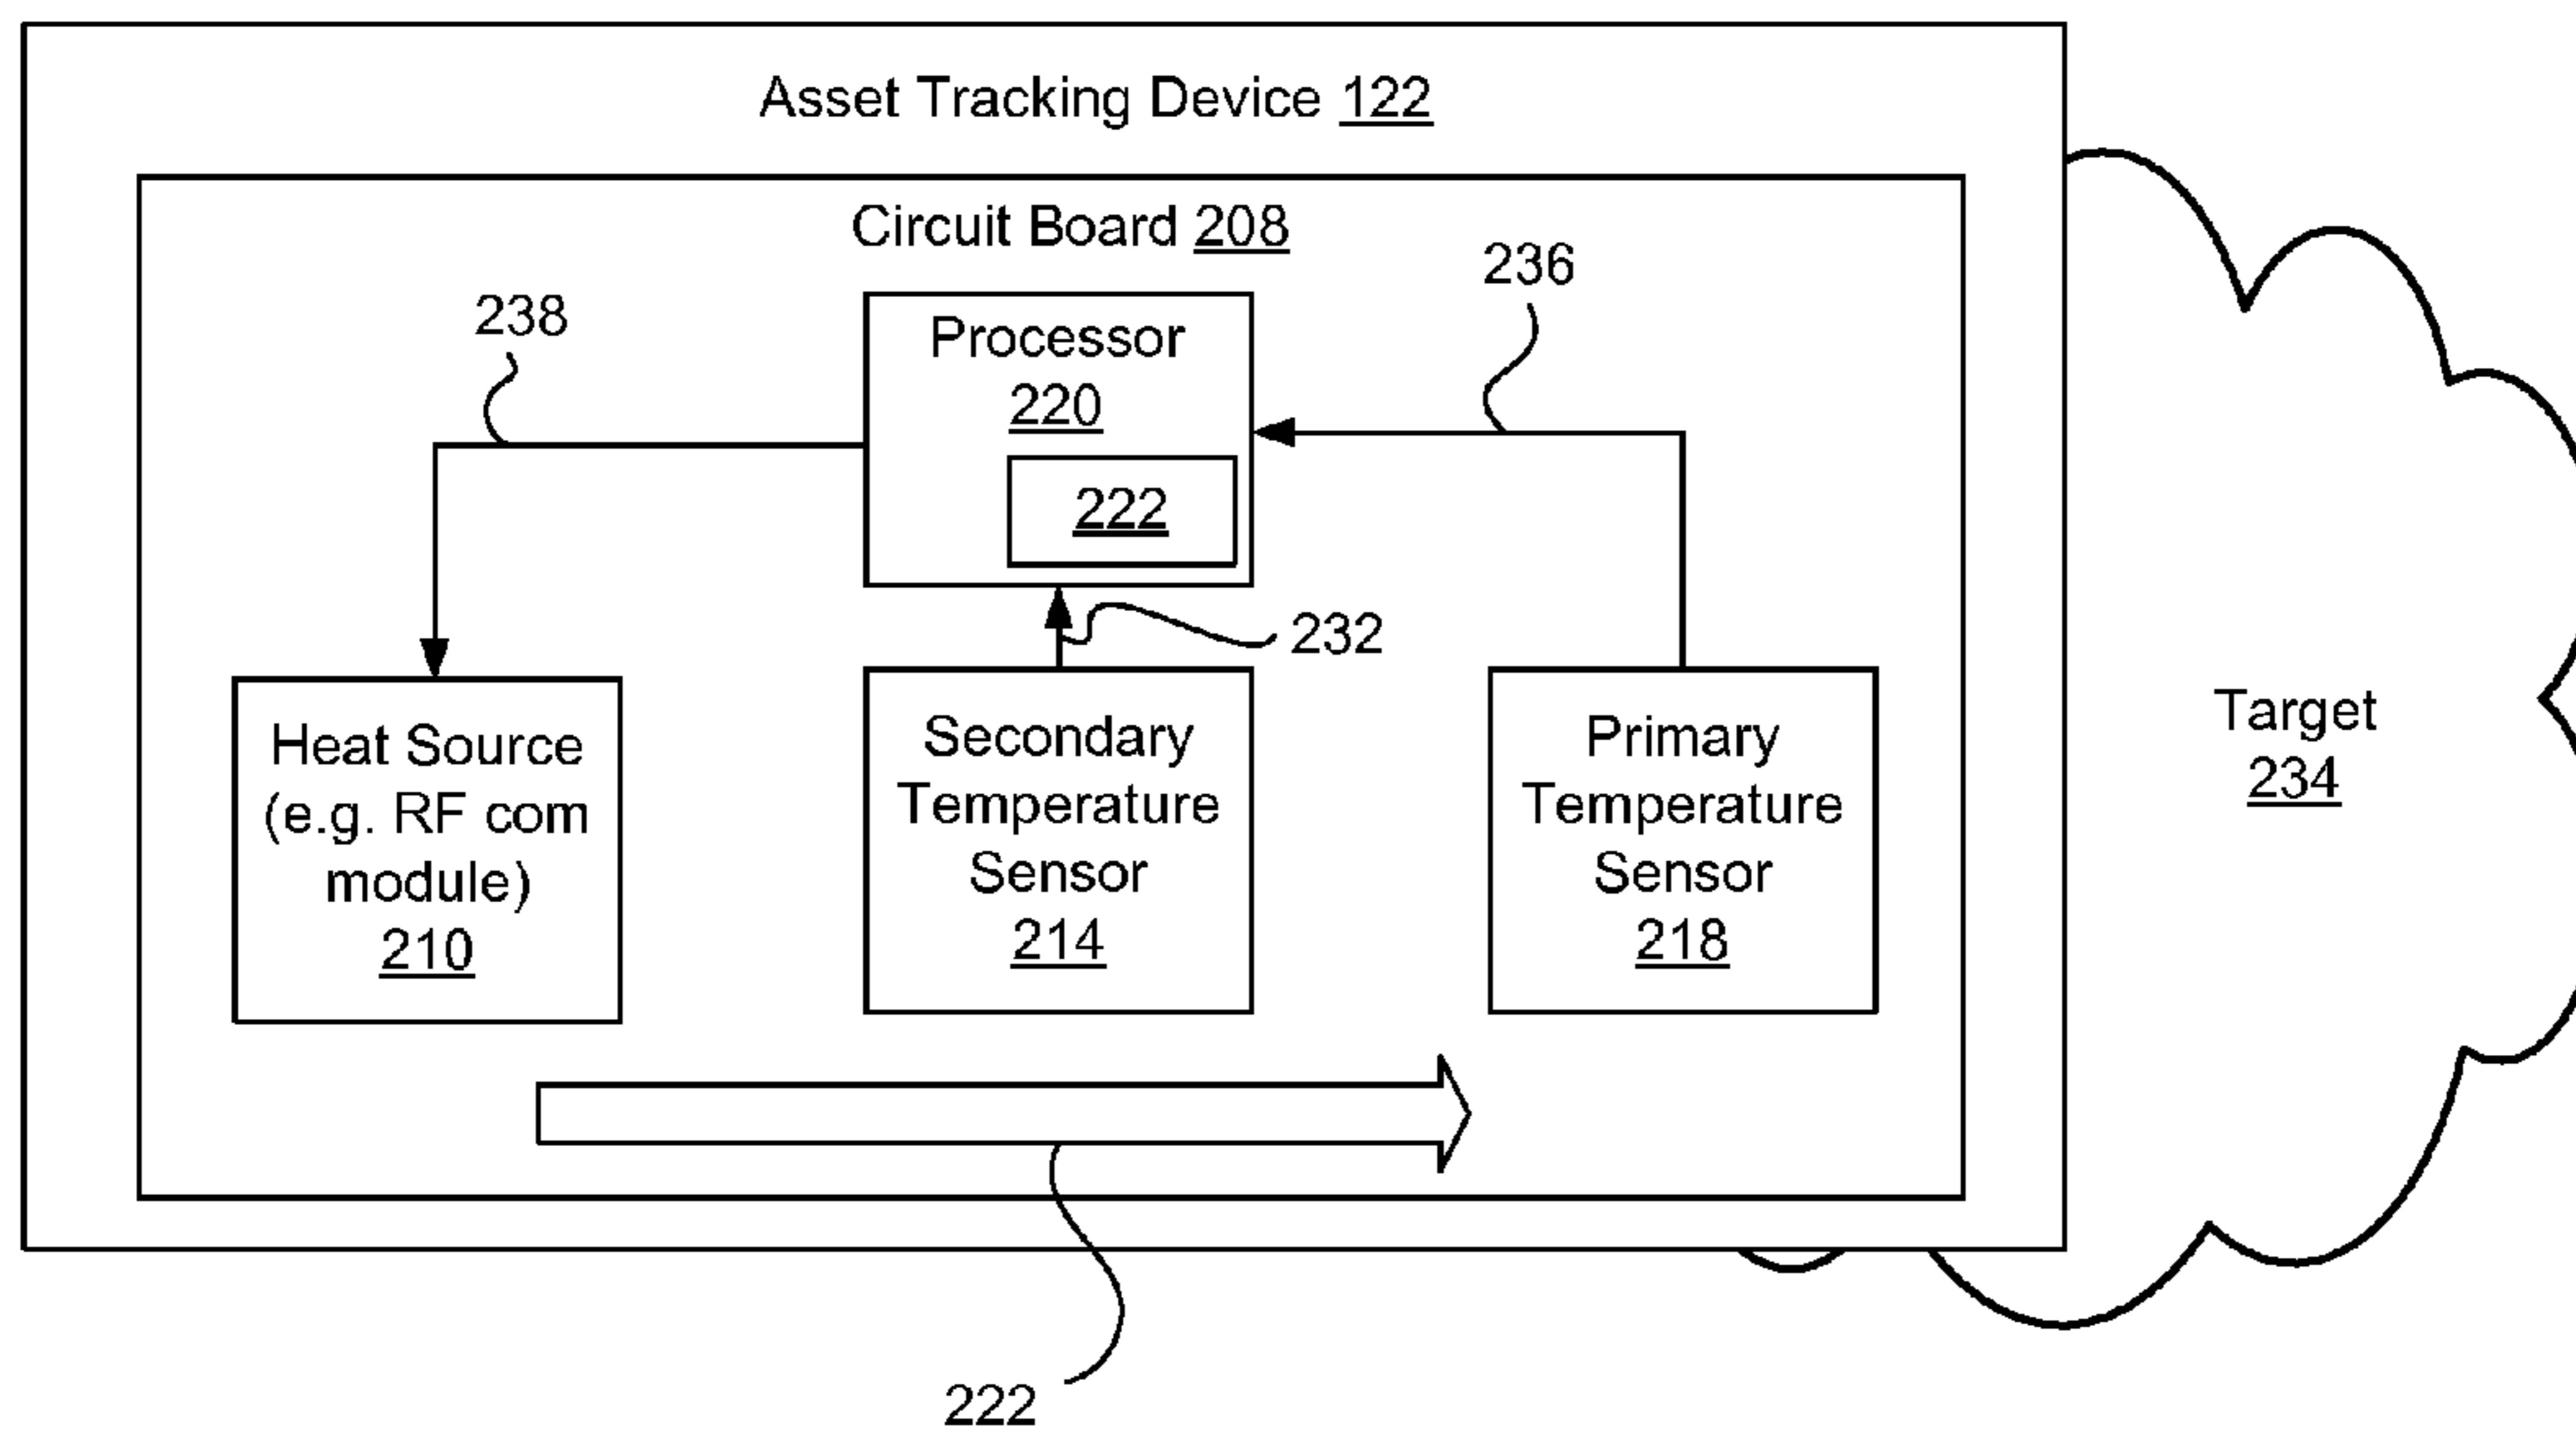 Asset Tracking Device 122
Circuit Board 208
238
236
Processor
220
222
232
Heat Source
(e.g. RF com
module)
210
Secondary
Temperature
Sensor
214
Primary
Temperature
Sensor
218
Target
234
222